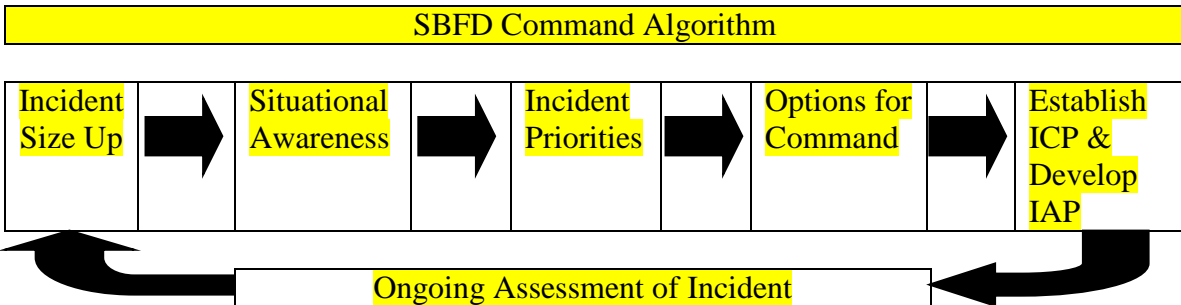 SBFD Command Algorithm
Incident
Size Up
Situational
Awareness
Incident
Priorities
Options for
Command
Establish
ICP &
Develop
IAP
Ongoing Assessment of Incident